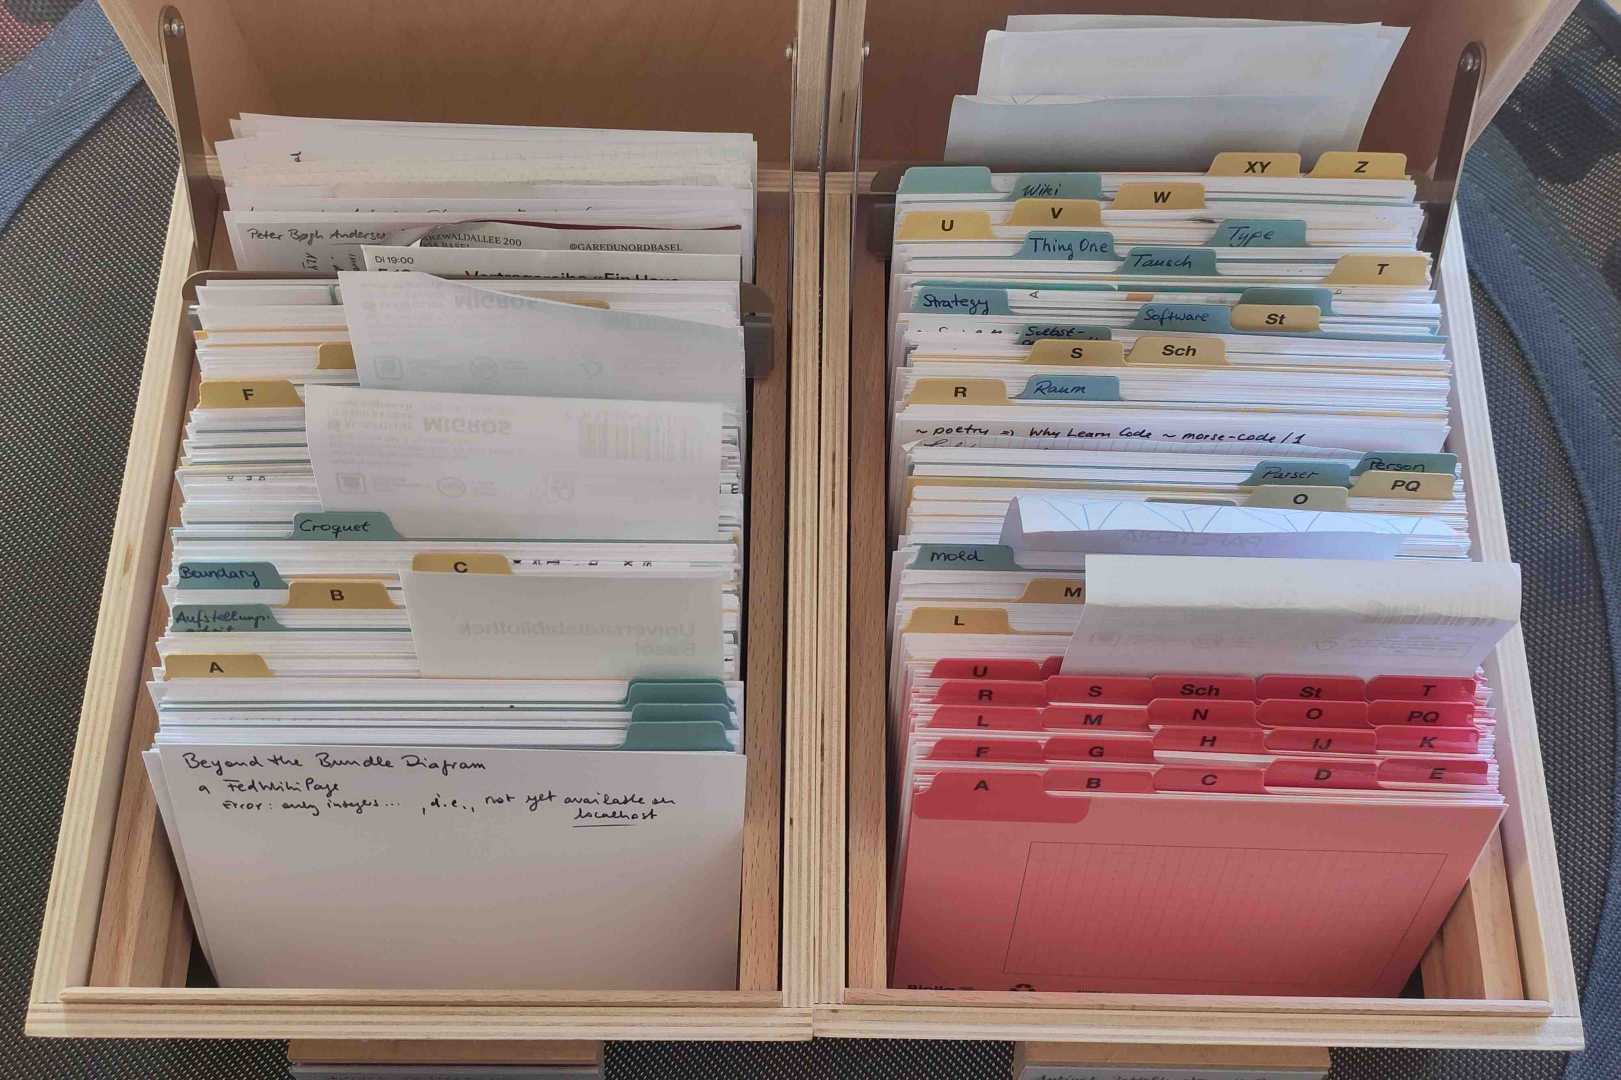 Peter Bøgh Anderse
WALDALLEE 200
@GAREDUNORDBASEL
DI 19:00
MIGROS
F
MIGROS
Croquet
C
Boundary
B
Aufstellungs-
A
Universitätsbibliothek
Basel
Beyond the Bundle Diagram
a FedWikiPage
Error: only integers... , d.e., not yet available on
localhost
XY
Z
Wiki
W
V
U
Type
Thing One
Tausch
T
Strategy
Software
St
Selbst-
S
Sch
R
Raum
~ poetry => Why Learn Code ~ morse-code/1
Person
Parser
PQ
O
mold
M
L
U
R S Sch St T
L M N O PQ
F G H IJ K
A B C D E